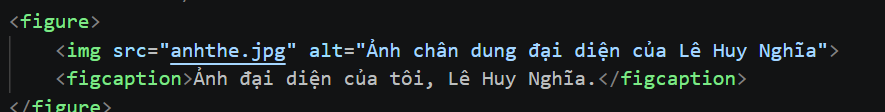 <figure>
<img src="anhthe.jpg" alt="Ảnh chân dung đại diện của Lê Huy Nghĩa">
<figcaption>Ảnh đại diện của tôi, Lê Huy Nghĩa.</figcaption>
</figure>